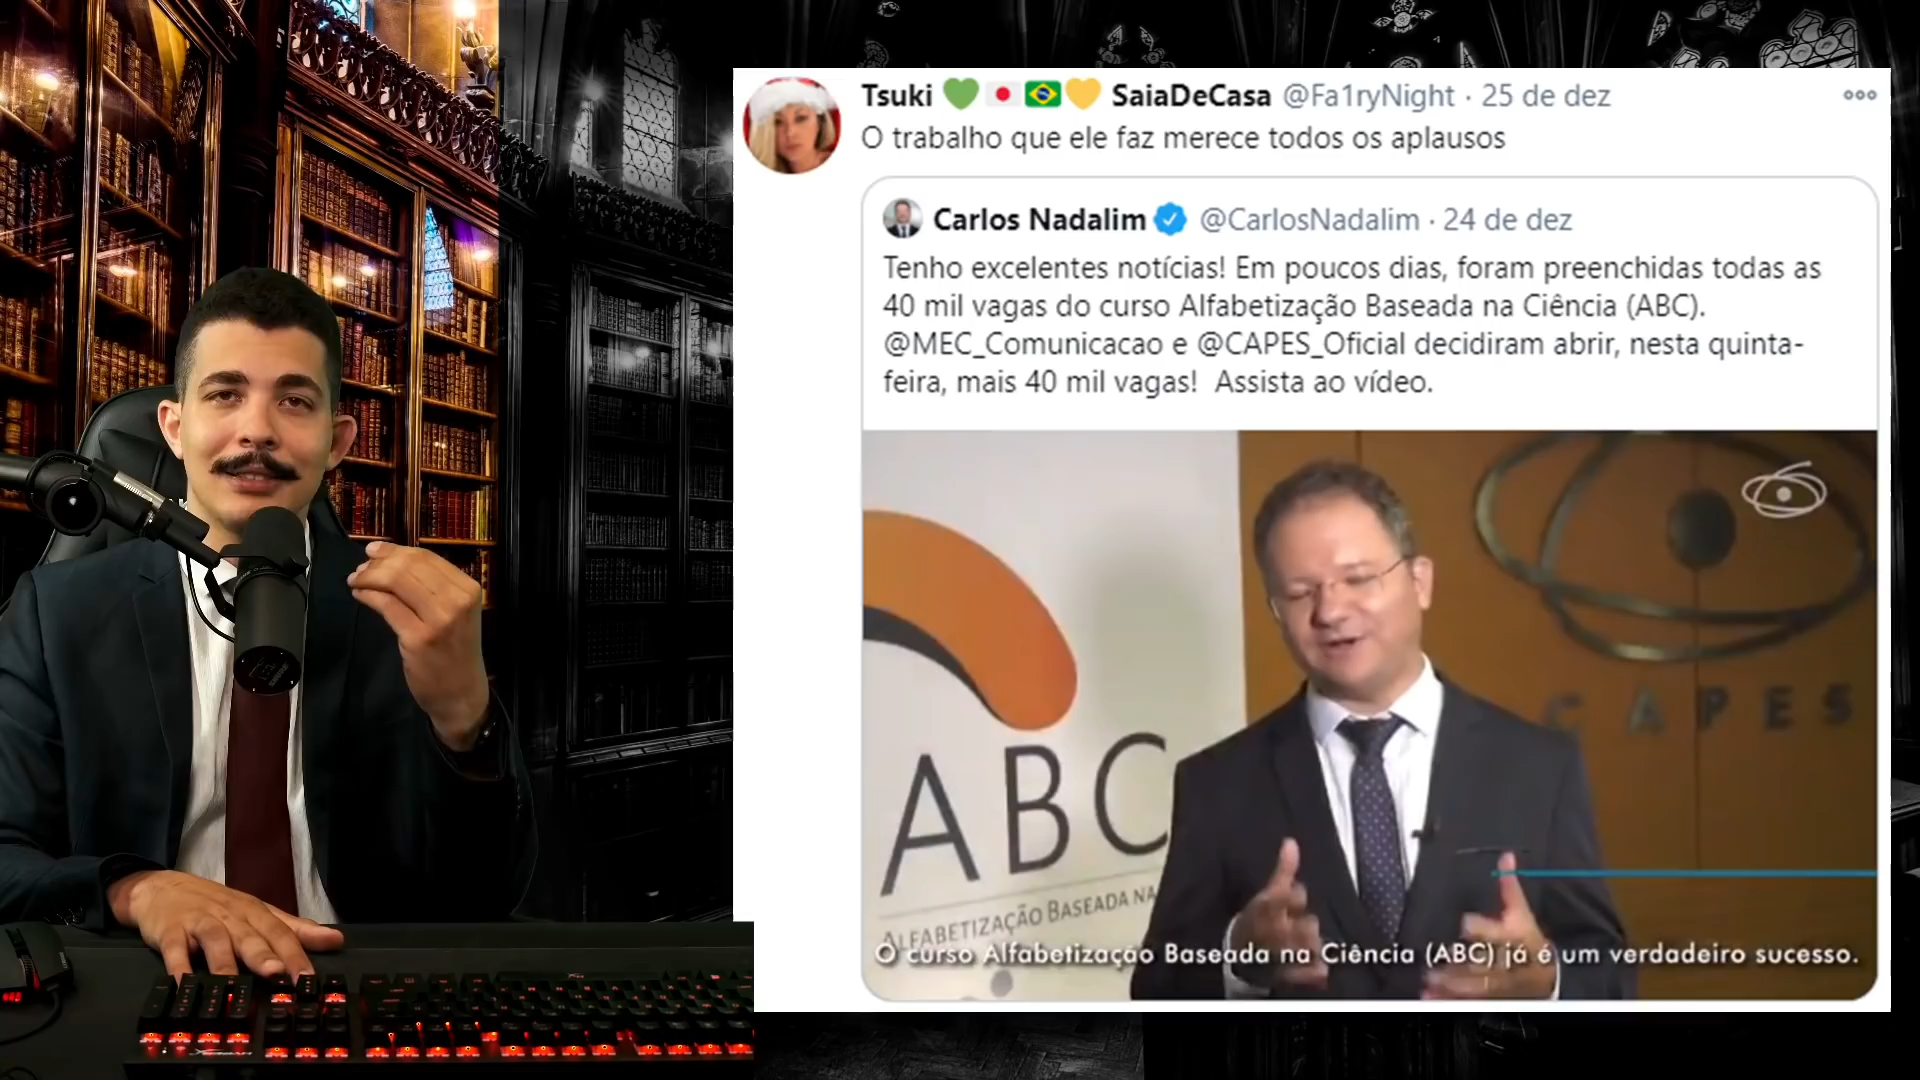 Tsuki 💚 🇯🇵🇧🇷💛 SaiaDeCasa @Fa1ryNight · 25 de dez
O trabalho que ele faz merece todos os aplausos
Carlos Nadalim @CarlosNadalim · 24 de dez
Tenho excelentes notícias! Em poucos dias, foram preenchidas todas as
40 mil vagas do curso Alfabetização Baseada na Ciência (ABC).
@MEC_Comunicacao e @CAPES_Oficial decidiram abrir, nesta quinta-
feira, mais 40 mil vagas! Assista ao vídeo.
CAPES
ABC
ALFABETIZAÇÃO BASEADA NA
O curso Alfabetização Baseada na Ciência (ABC) já é um verdadeiro sucesso.